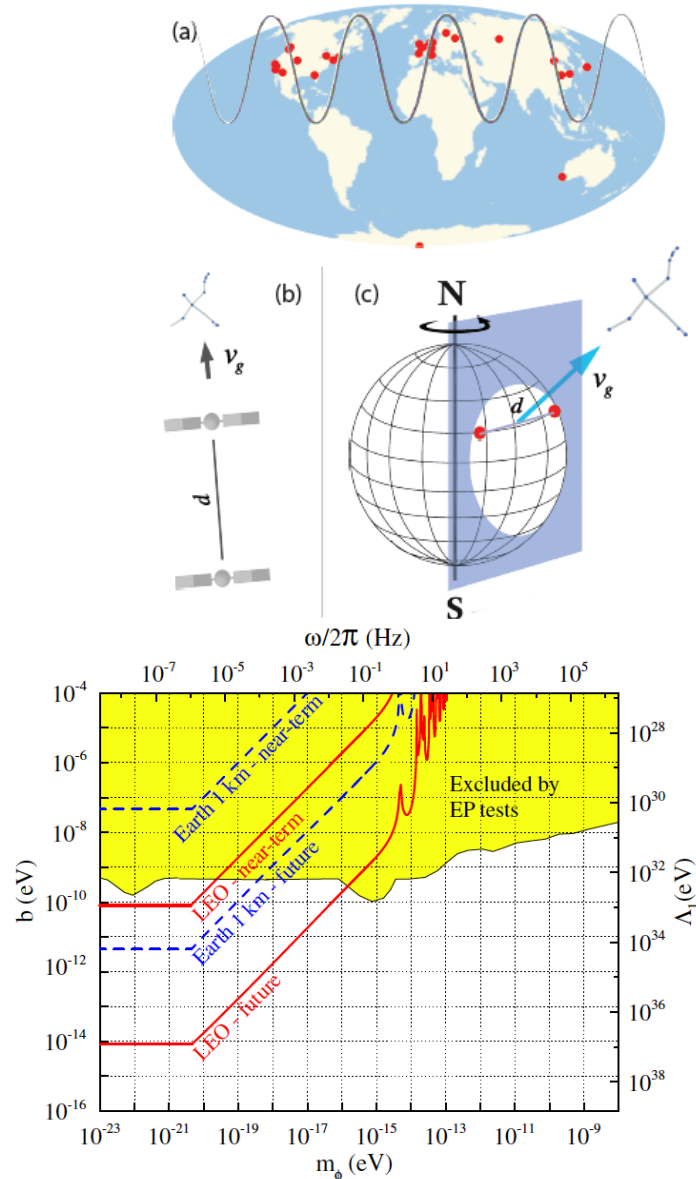 (a)
(b)
v_g
d
(c)
N
v_g
d
S
ω/2π (Hz)
10^-6 10^-5 10^-3 10^-1 10^1 10^3 10^5
b (eV)
10^-4
10^-6
10^-8
10^-10
10^-12
10^-14
10^-16
Earth 1 km - near-term
LEO - near-term
Earth 1 km - future
LEO - future
Excluded by
EP tests
10^28
10^30
10^32
10^34
10^36
10^38
Λ_1 (eV)
10^-23 10^-21 10^-19 10^-17 10^-15 10^-13 10^-11 10^-9
m_ϕ (eV)